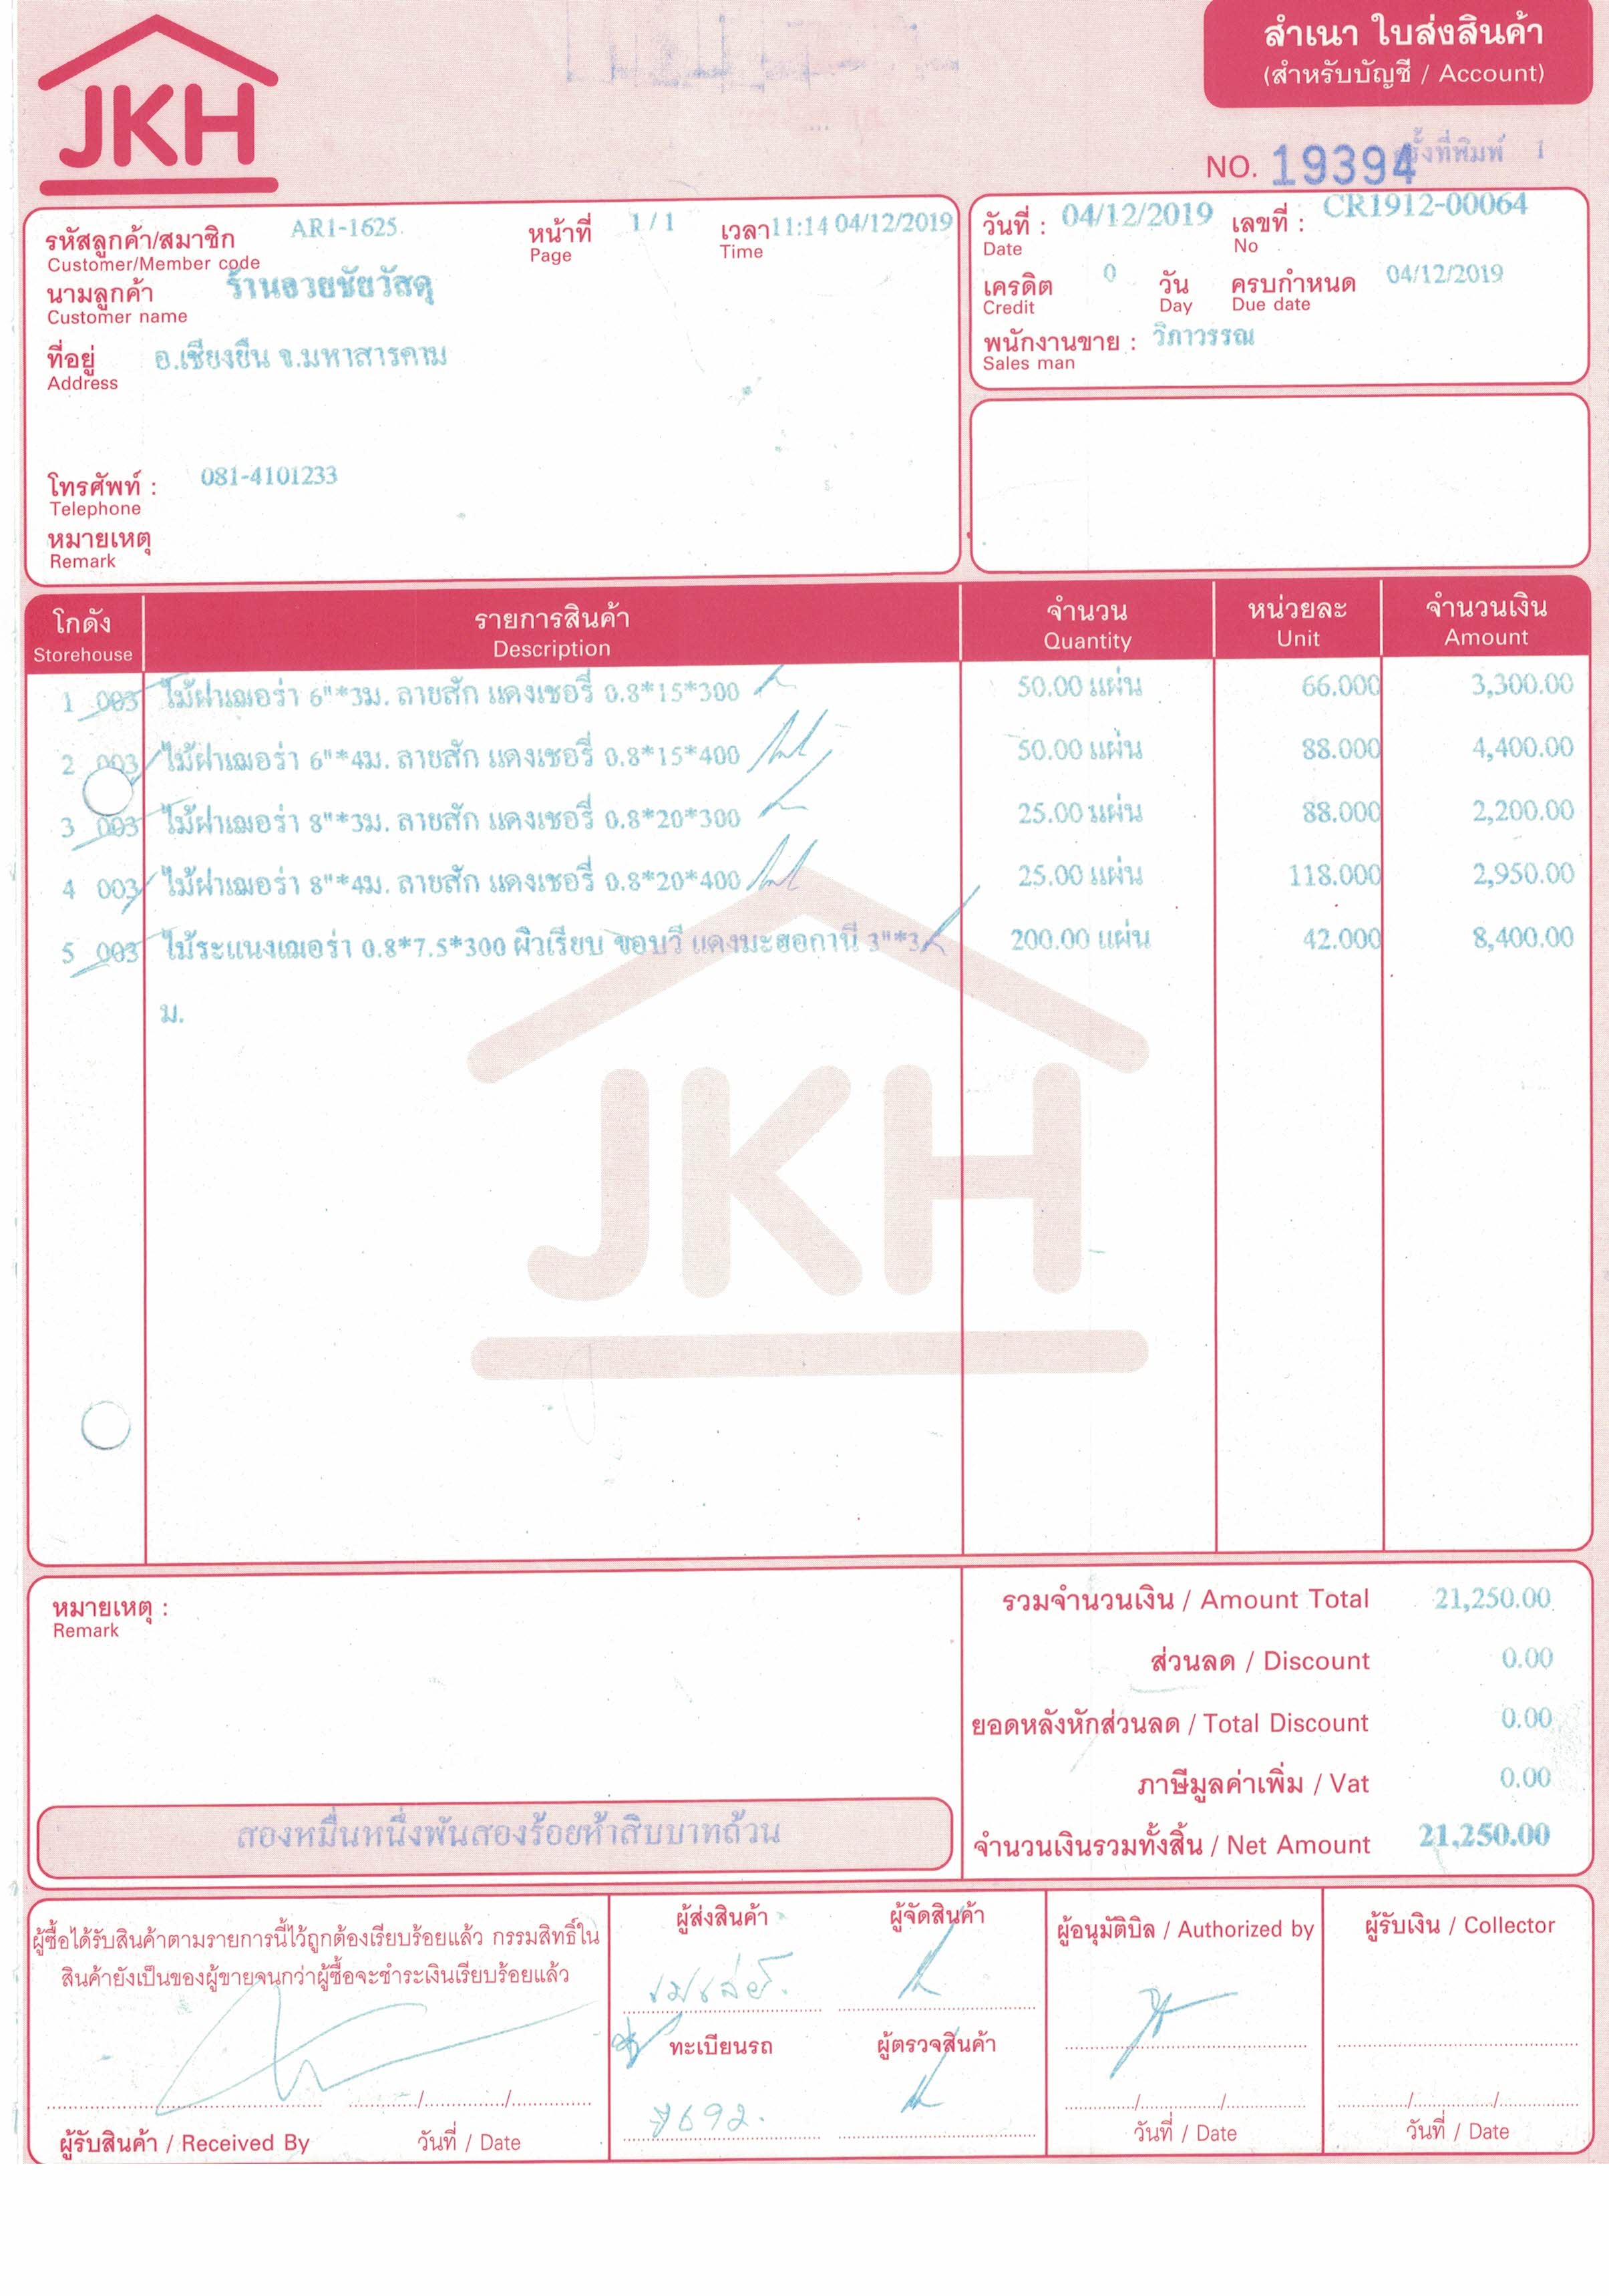 JKH
สำเนา ใบส่งสินค้า
(สำหรับบัญชี / Account)
NO. 19394 ครั้งที่พิมพ์ 1
รหัสลูกค้า/สมาชิก AR1-1625 หน้าที่ 1 / 1 เวลา 11:14 04/12/2019
Customer/Member code Page Time
นามลูกค้า ร้านอวยชัยวัสดุ
Customer name
ที่อยู่ อ.เชียงยืน จ.มหาสารคาม
Address
โทรศัพท์ : 081-4101233
Telephone
หมายเหตุ
Remark
วันที่ : 04/12/2019 เลขที่ : CR1912-00064
Date No
เครดิต 0 วัน ครบกำหนด 04/12/2019
Credit Day Due date
พนักงานขาย : วิภาวรรณ
Sales man
โกดัง รายการสินค้า จำนวน หน่วยละ จำนวนเงิน
Storehouse Description Quantity Unit Amount
1 003 ไม้ฝาเฌอร่า 6"*3ม. ลายสัก แดงเชอรี่ 0.8*15*300 50.00 แผ่น 66.000 3,300.00
2 003 ไม้ฝาเฌอร่า 6"*4ม. ลายสัก แดงเชอรี่ 0.8*15*400 50.00 แผ่น 88.000 4,400.00
3 003 ไม้ฝาเฌอร่า 8"*3ม. ลายสัก แดงเชอรี่ 0.8*20*300 25.00 แผ่น 88.000 2,200.00
4 003 ไม้ฝาเฌอร่า 8"*4ม. ลายสัก แดงเชอรี่ 0.8*20*400 25.00 แผ่น 118.000 2,950.00
5 003 ไม้ระแนงเฌอร่า 0.8*7.5*300 ผิวเรียบ ขอบวี แดงมะฮอกานี 3"*3 200.00 แผ่น 42.000 8,400.00
ม.
JKH
หมายเหตุ :
Remark
รวมจำนวนเงิน / Amount Total 21,250.00
ส่วนลด / Discount 0.00
ยอดหลังหักส่วนลด / Total Discount 0.00
ภาษีมูลค่าเพิ่ม / Vat 0.00
สองหมื่นหนึ่งพันสองร้อยห้าสิบบาทถ้วน
จำนวนเงินรวมทั้งสิ้น / Net Amount 21,250.00
ผู้ซื้อได้รับสินค้าตามรายการนี้ไว้ถูกต้องเรียบร้อยแล้ว กรรมสิทธิ์ใน
สินค้ายังเป็นของผู้ขายจนกว่าผู้ซื้อจะชำระเงินเรียบร้อยแล้ว
ผู้รับสินค้า / Received By วันที่ / Date
ผู้ส่งสินค้า ผู้จัดสินค้า
ทะเบียนรถ ผู้ตรวจสินค้า
ผู้อนุมัติบิล / Authorized by
วันที่ / Date
ผู้รับเงิน / Collector
วันที่ / Date